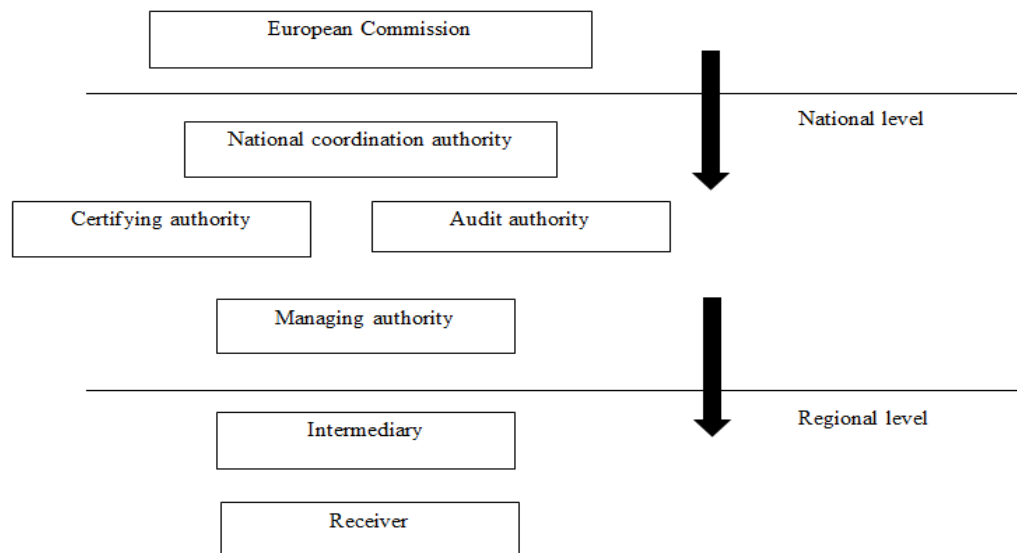 European Commission
National level
National coordination authority
Certifying authority
Audit authority
Managing authority
Regional level
Intermediary
Receiver